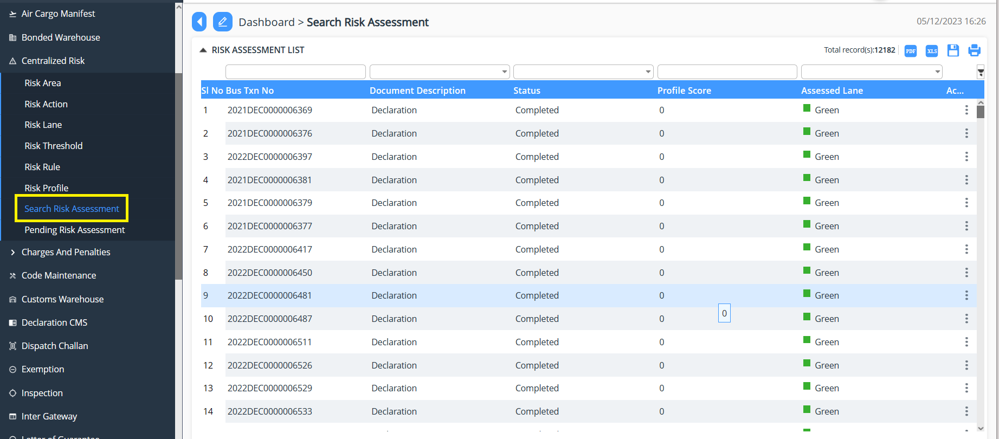 Air Cargo Manifest
Bonded Warehouse
Centralized Risk
Risk Area
Risk Action
Risk Lane
Risk Threshold
Risk Rule
Risk Profile
Search Risk Assessment
Pending Risk Assessment
Charges And Penalties
Code Maintenance
Customs Warehouse
Declaration CMS
Dispatch Challan
Exemption
Inspection
Inter Gateway
Letter of Guarantee
Dashboard > Search Risk Assessment
05/12/2023 16:26
RISK ASSESSMENT LIST
Total record(s):12182
PDF
XLS
Sl No Bus Txn No Document Description Status Profile Score Assessed Lane Ac...
1 2021DEC0000006369 Declaration Completed 0 Green
2 2021DEC0000006376 Declaration Completed 0 Green
3 2022DEC0000006397 Declaration Completed 0 Green
4 2021DEC0000006381 Declaration Completed 0 Green
5 2021DEC0000006379 Declaration Completed 0 Green
6 2021DEC0000006377 Declaration Completed 0 Green
7 2022DEC0000006417 Declaration Completed 0 Green
8 2022DEC0000006450 Declaration Completed 0 Green
9 2022DEC0000006481 Declaration Completed 0 Green
0
10 2022DEC0000006487 Declaration Completed 0 Green
11 2022DEC0000006511 Declaration Completed 0 Green
12 2022DEC0000006526 Declaration Completed 0 Green
13 2022DEC0000006529 Declaration Completed 0 Green
14 2022DEC0000006533 Declaration Completed 0 Green